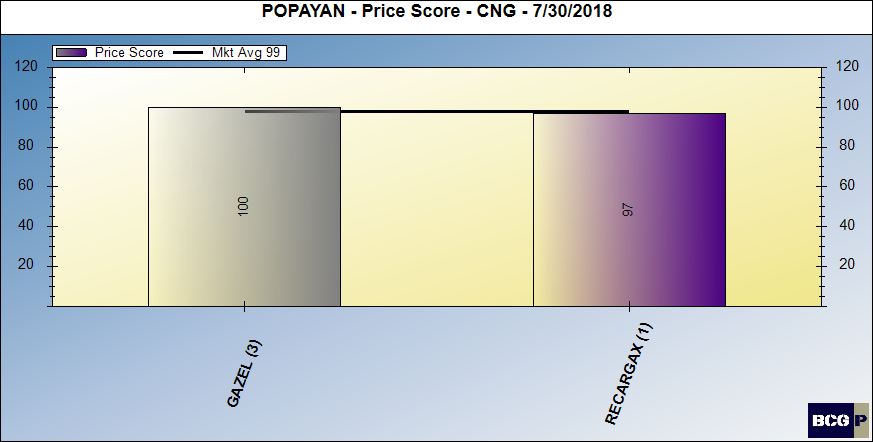 POPAYAN - Price Score - CNG - 7/30/2018
Price Score Mkt Avg 99
120 120
100 100
80 80
60 60
40 40
20 20
100
97
GAZEL (3)
RECARGAX (1)
BCG P